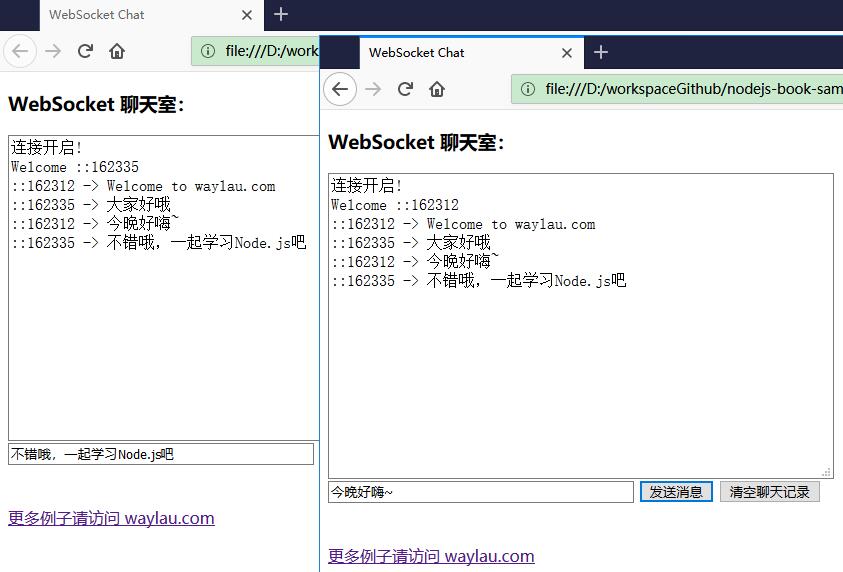 WebSocket Chat
file:///D:/work
WebSocket 聊天室：
连接开启!
Welcome ::162335
::162312 -> Welcome to waylau.com
::162335 -> 大家好哦
::162312 -> 今晚好嗨~
::162335 -> 不错哦，一起学习Node.js吧
不错哦，一起学习Node.js吧
更多例子请访问 waylau.com
WebSocket Chat
file:///D:/workspaceGithub/nodejs-book-sam
WebSocket 聊天室：
连接开启!
Welcome ::162312
::162312 -> Welcome to waylau.com
::162335 -> 大家好哦
::162312 -> 今晚好嗨~
::162335 -> 不错哦，一起学习Node.js吧
今晚好嗨~ 发送消息 清空聊天记录
更多例子请访问 waylau.com